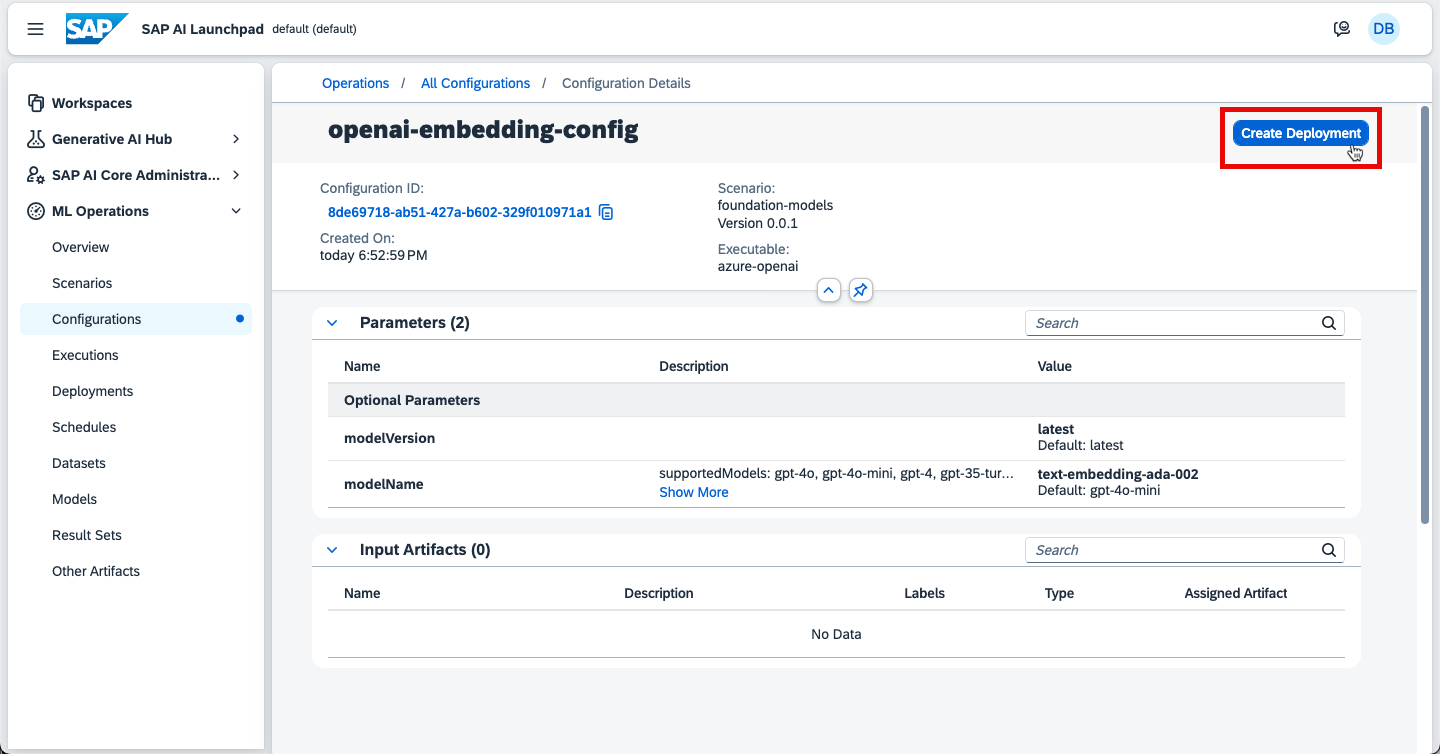 SAP
SAP AI Launchpad default (default)
DB
Workspaces
Generative AI Hub
SAP AI Core Administra...
ML Operations
Overview
Scenarios
Configurations
Executions
Deployments
Schedules
Datasets
Models
Result Sets
Other Artifacts
Operations / All Configurations / Configuration Details
openai-embedding-config
Create Deployment
Configuration ID:
8de69718-ab51-427a-b602-329f010971a1
Created On:
today 6:52:59 PM
Scenario:
foundation-models
Version 0.0.1
Executable:
azure-openai
Parameters (2)
Search
Name Description Value
Optional Parameters
modelVersion
latest
Default: latest
modelName
supportedModels: gpt-4o, gpt-4o-mini, gpt-4, gpt-35-tur...
Show More
text-embedding-ada-002
Default: gpt-4o-mini
Input Artifacts (0)
Search
Name Description Labels Type Assigned Artifact
No Data